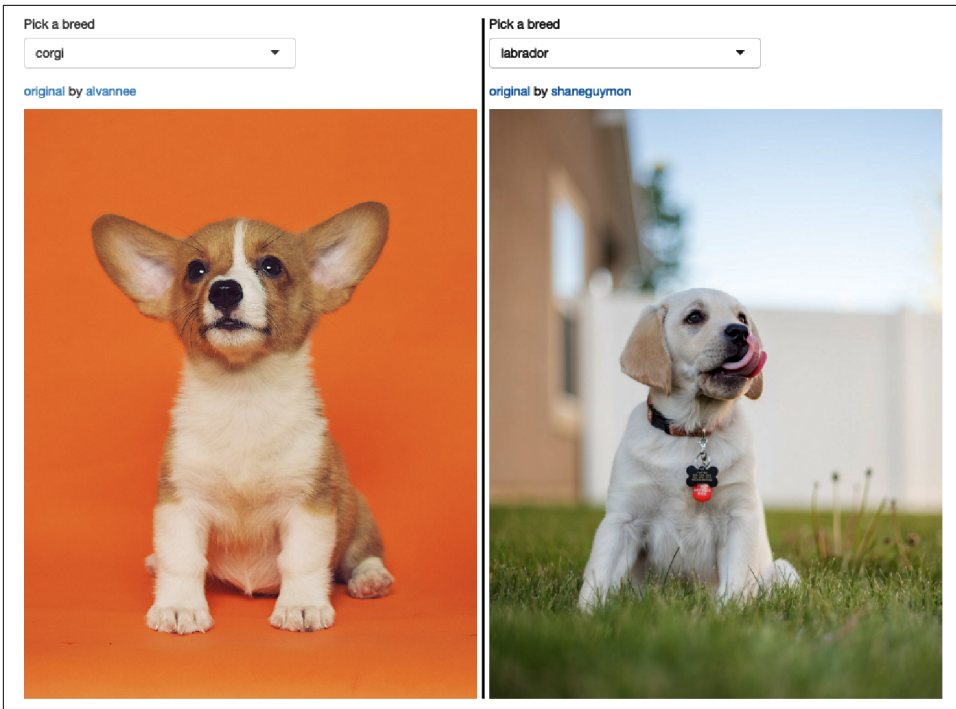 Pick a breed
corgi
original by alvannee
Pick a breed
labrador
original by shaneguymon